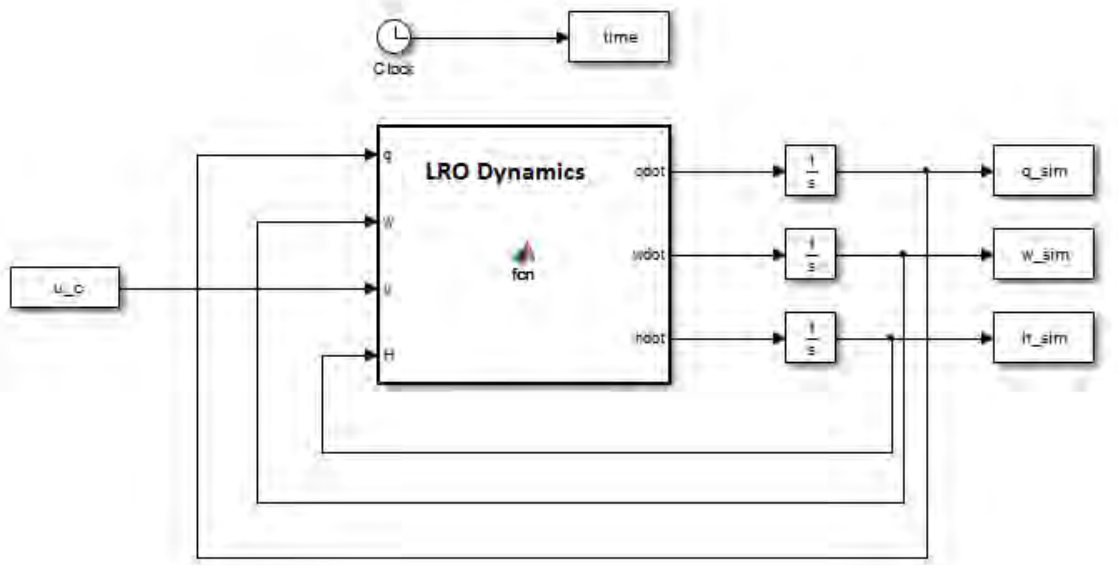 time
Clock
q
LRO Dynamics
qdot
1
s
q_sim
w
fcn
wdot
1
s
w_sim
u_c
u
H
hdot
1
s
h_sim